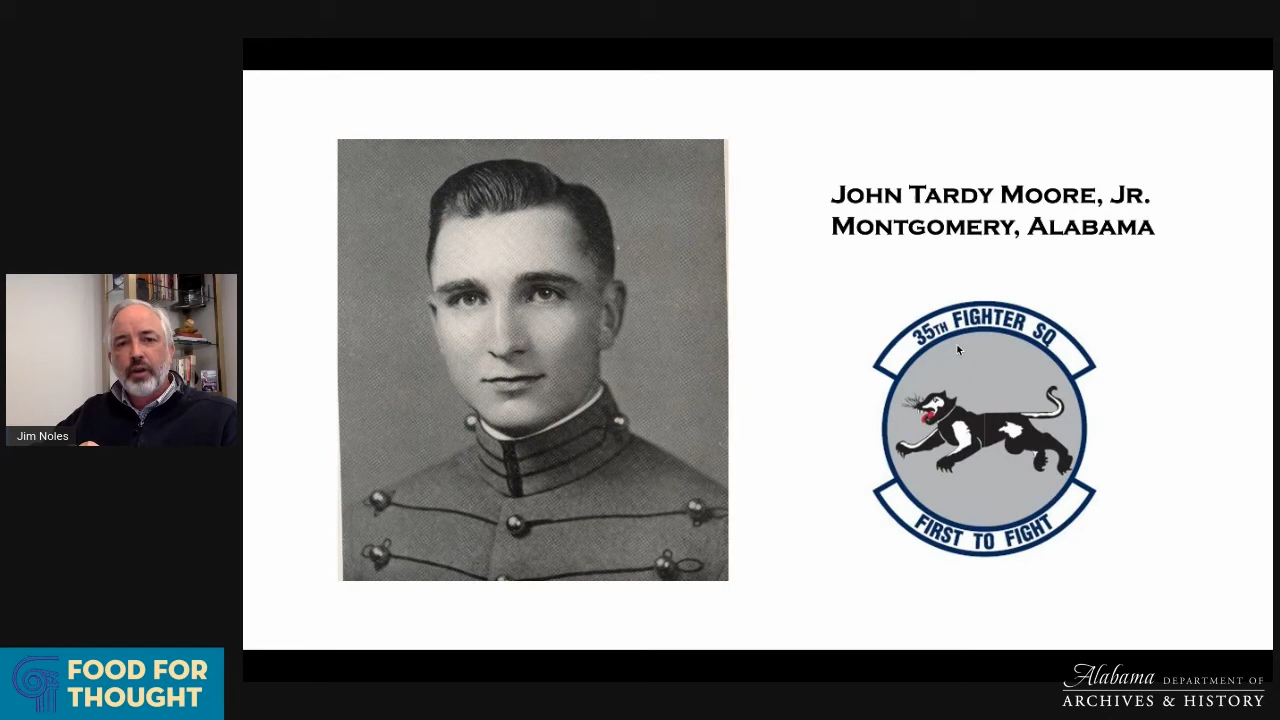 John Tardy Moore, Jr.
Montgomery, Alabama
35TH FIGHTER SQ
FIRST TO FIGHT
Jim Noles
FOOD FOR
THOUGHT
Alabama DEPARTMENT OF
ARCHIVES & HISTORY